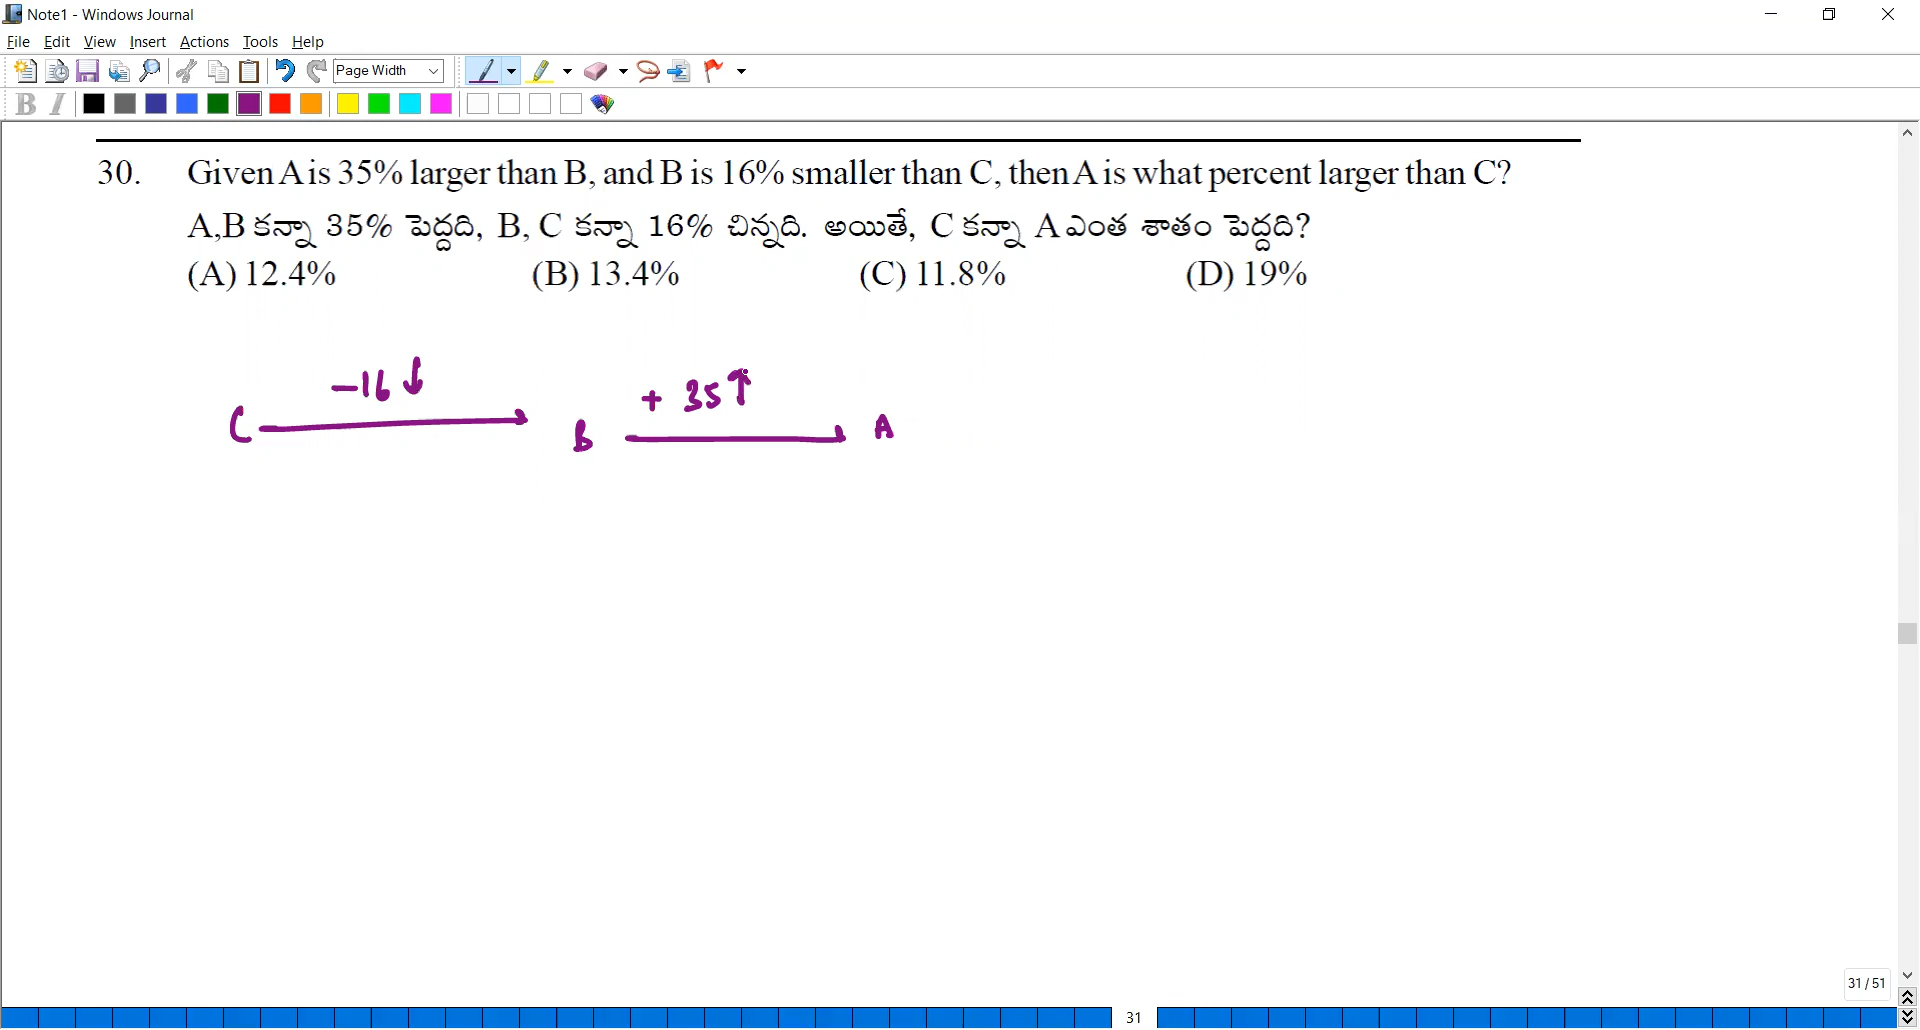 Note1 - Windows Journal
File Edit View Insert Actions Tools Help
Page Width
B I
30. Given A is 35% larger than B, and B is 16% smaller than C, then A is what percent larger than C?
A,B కన్నా 35% పెద్దది, B, C కన్నా 16% చిన్నది. అయితే, C కన్నా A ఎంత శాతం పెద్దది?
(A) 12.4% (B) 13.4% (C) 11.8% (D) 19%
-16↓ + 35↑
C B A
31 / 51
31